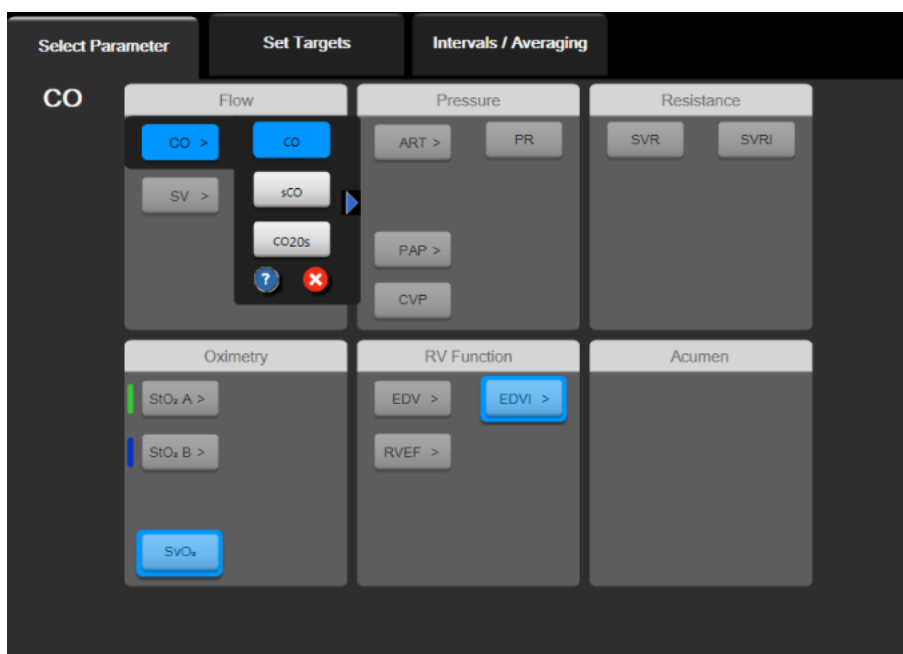 Select Parameter
Set Targets
Intervals / Averaging
CO
Flow
CO >
CO
SV >
sCO
CO20s
?
Pressure
ART >
PR
PAP >
CVP
Resistance
SVR
SVRI
Oximetry
StO₂ A >
StO₂ B >
SvO₂
RV Function
EDV >
EDVI >
RVEF >
Acumen